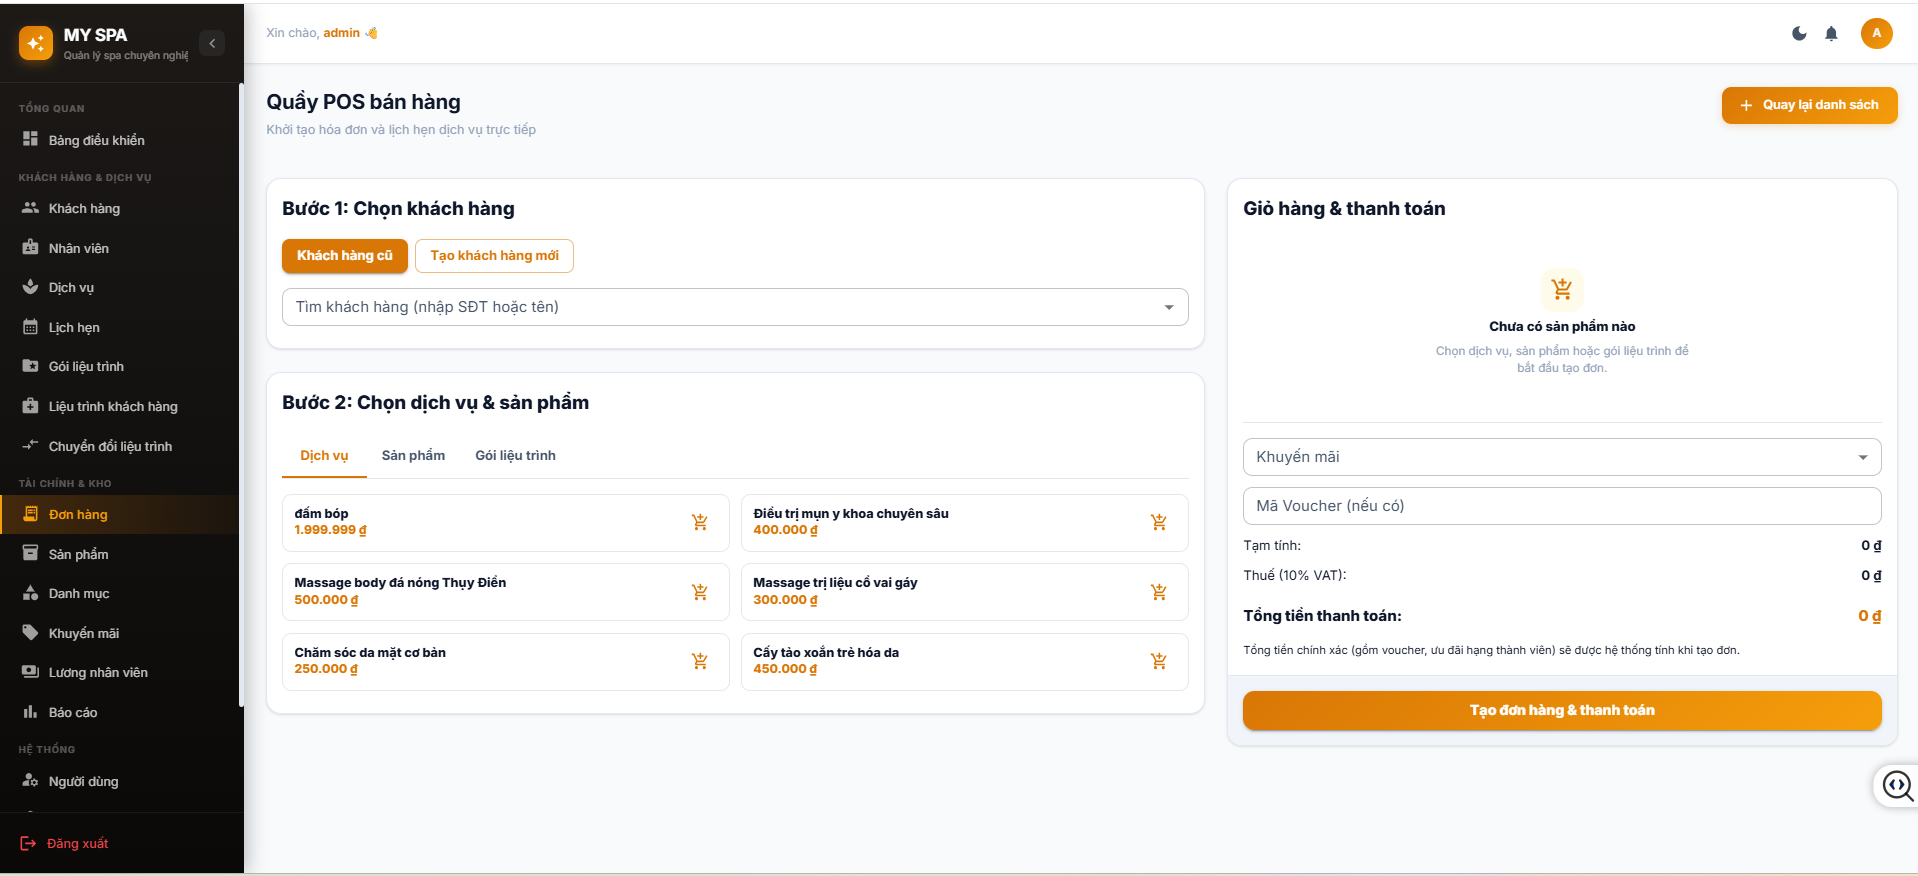 MY SPA
Quản lý spa chuyên nghiệ
TỔNG QUAN
Bảng điều khiển
KHÁCH HÀNG & DỊCH VỤ
Khách hàng
Nhân viên
Dịch vụ
Lịch hẹn
Gói liệu trình
Liệu trình khách hàng
Chuyển đổi liệu trình
TÀI CHÍNH & KHO
Đơn hàng
Sản phẩm
Danh mục
Khuyến mãi
Lương nhân viên
Báo cáo
HỆ THỐNG
Người dùng
Đăng xuất
Xin chào, admin 👋
A
Quầy POS bán hàng
Khởi tạo hóa đơn và lịch hẹn dịch vụ trực tiếp
+ Quay lại danh sách
Bước 1: Chọn khách hàng
Khách hàng cũ
Tạo khách hàng mới
Tìm khách hàng (nhập SĐT hoặc tên)
Bước 2: Chọn dịch vụ & sản phẩm
Dịch vụ
Sản phẩm
Gói liệu trình
đấm bóp
1.999.999 ₫
Điều trị mụn y khoa chuyên sâu
400.000 ₫
Massage body đá nóng Thụy Điển
500.000 ₫
Massage trị liệu cổ vai gáy
300.000 ₫
Chăm sóc da mặt cơ bản
250.000 ₫
Cấy tảo xoắn trẻ hóa da
450.000 ₫
Giỏ hàng & thanh toán
Chưa có sản phẩm nào
Chọn dịch vụ, sản phẩm hoặc gói liệu trình để
bắt đầu tạo đơn.
Khuyến mãi
Mã Voucher (nếu có)
Tạm tính: 0 ₫
Thuế (10% VAT): 0 ₫
Tổng tiền thanh toán: 0 ₫
Tổng tiền chính xác (gồm voucher, ưu đãi hạng thành viên) sẽ được hệ thống tính khi tạo đơn.
Tạo đơn hàng & thanh toán